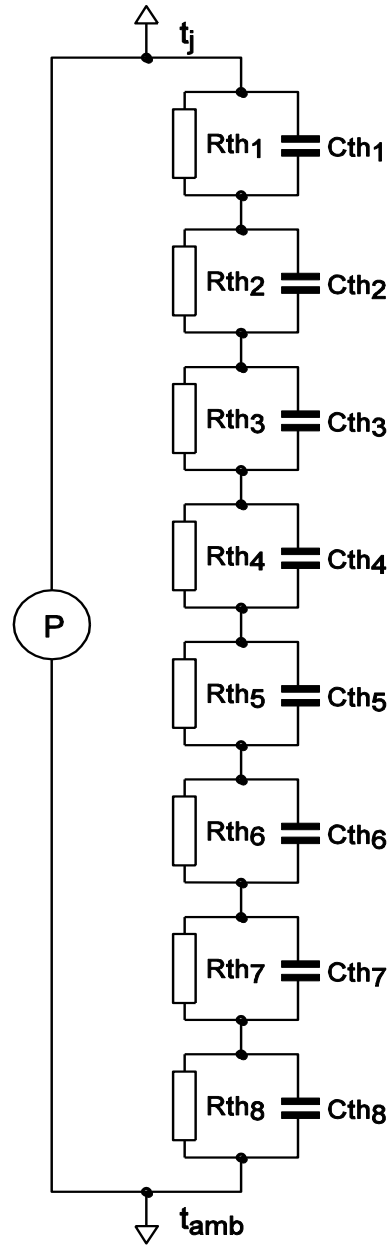 tj
Rth1 Cth1
Rth2 Cth2
Rth3 Cth3
Rth4 Cth4
P
Rth5 Cth5
Rth6 Cth6
Rth7 Cth7
Rth8 Cth8
tamb